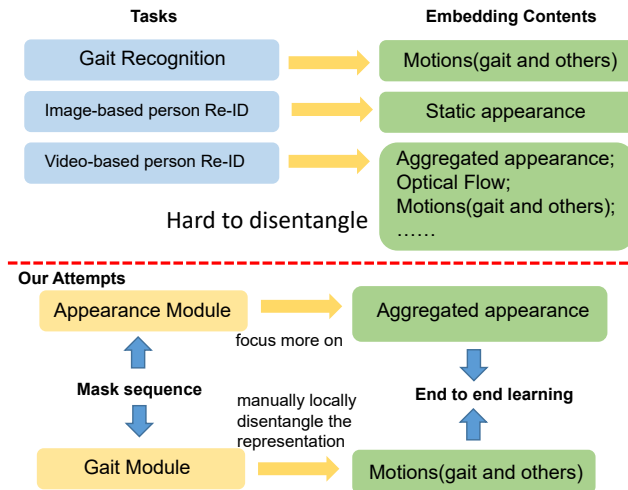 Tasks
Embedding Contents
Gait Recognition
Motions(gait and others)
Image-based person Re-ID
Static appearance
Video-based person Re-ID
Aggregated appearance;
Optical Flow;
Motions(gait and others);
……
Hard to disentangle
Our Attempts
Appearance Module
focus more on
Aggregated appearance
Mask sequence
manually locally
disentangle the
representation
End to end learning
Gait Module
Motions(gait and others)